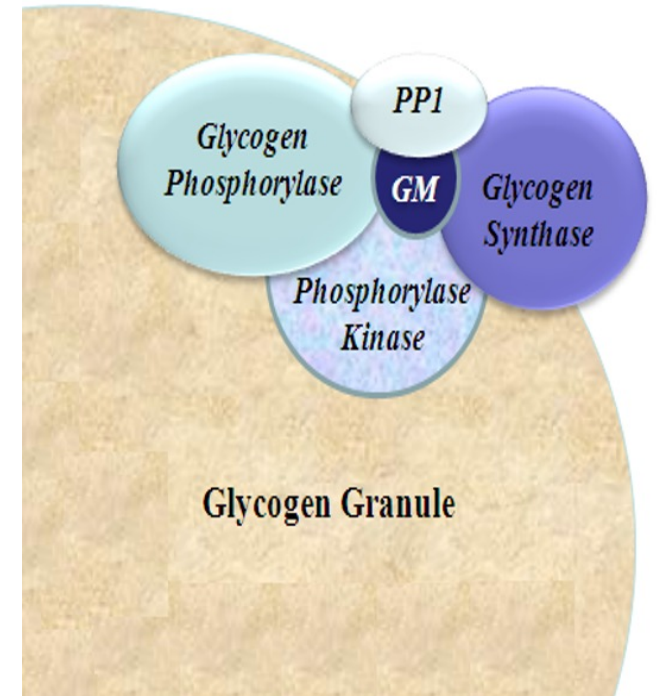 PP1
Glycogen
Phosphorylase
GM
Glycogen
Synthase
Phosphorylase
Kinase
Glycogen Granule